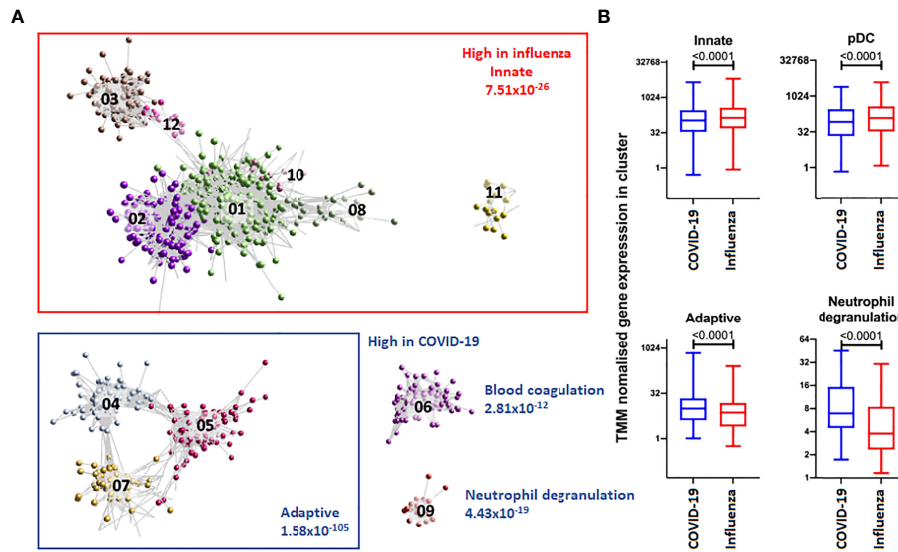 A
High in influenza
Innate
7.51x10-26
03
12
10
02
01
08
11
High in COVID-19
04
05
07
Adaptive
1.58x10-105
06
Blood coagulation
2.81x10-12
09
Neutrophil degranulation
4.43x10-19
B
TMM nomalised gene expresssion in cluster
Innate
<0.0001
32768
1024
32
1
COVID-19
Influenza
pDC
<0.0001
32768
1024
32
1
COVID-19
Influenza
Adaptive
<0.0001
1024
32
1
COVID-19
Influenza
Neutrophil
degranulation
<0.0001
64
32
16
8
4
2
1
COVID-19
Influenza